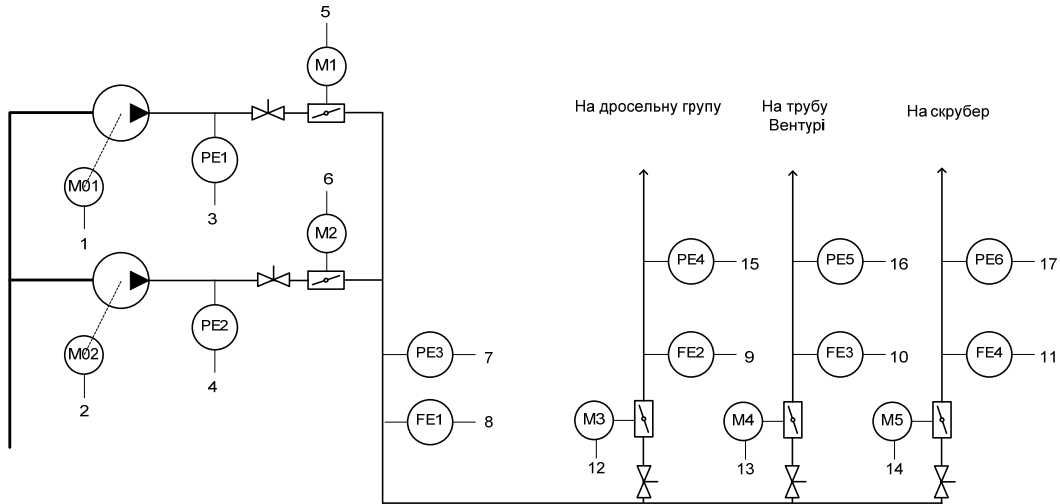 5
M1
M01
PE1
1
3
6
M2
M02
PE2
2
4
PE3
7
FE1
8
На дросельну групу
На трубу
Вентурі
На скрубер
PE4
15
PE5
16
PE6
17
FE2
9
FE3
10
FE4
11
M3
M4
M5
12
13
14